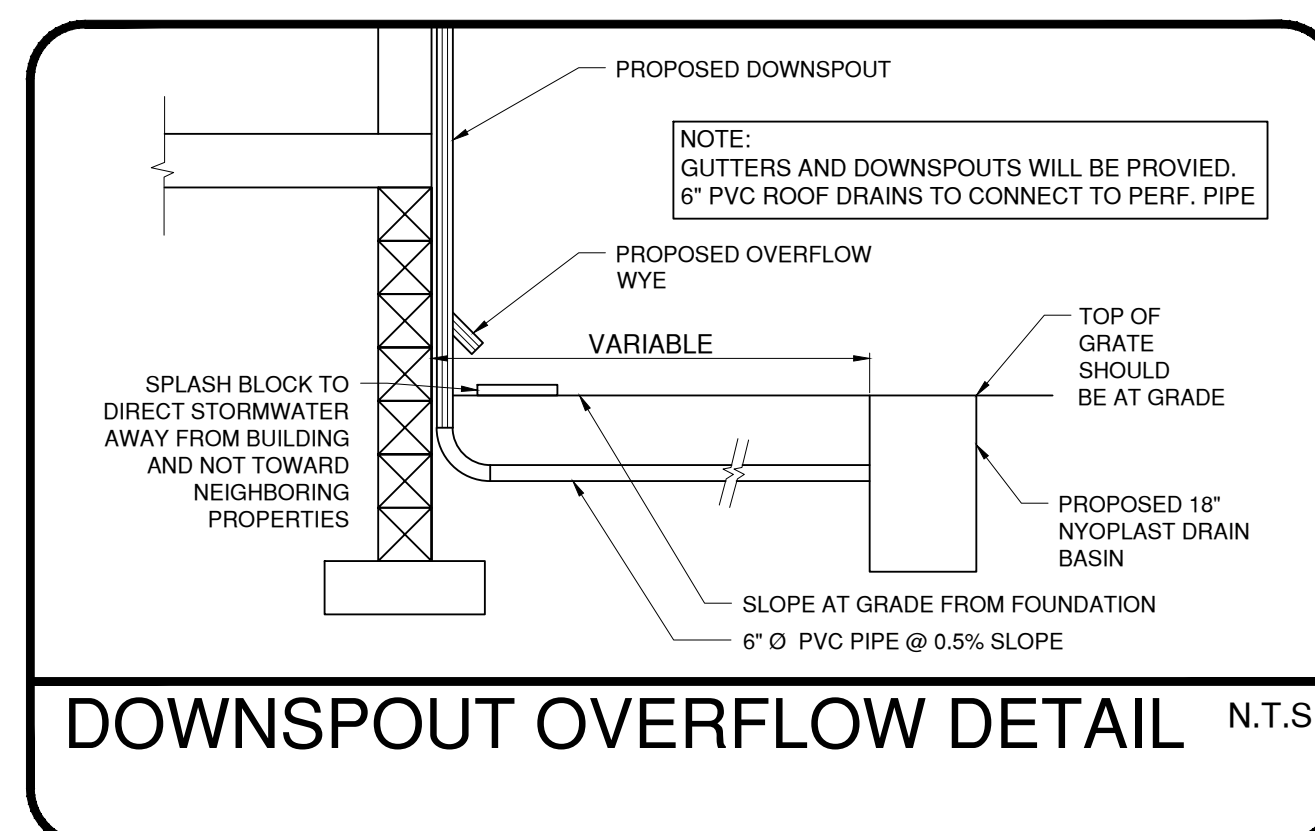 PROPOSED DOWNSPOUT
NOTE:
GUTTERS AND DOWNSPOUTS WILL BE PROVIED.
6" PVC ROOF DRAINS TO CONNECT TO PERF. PIPE
PROPOSED OVERFLOW
WYE
VARIABLE
TOP OF
GRATE
SHOULD
BE AT GRADE
SPLASH BLOCK TO
DIRECT STORMWATER
AWAY FROM BUILDING
AND NOT TOWARD
NEIGHBORING
PROPERTIES
PROPOSED 18"
NYOPLAST DRAIN
BASIN
SLOPE AT GRADE FROM FOUNDATION
6" Ø PVC PIPE @ 0.5% SLOPE
DOWNSPOUT OVERFLOW DETAIL N.T.S